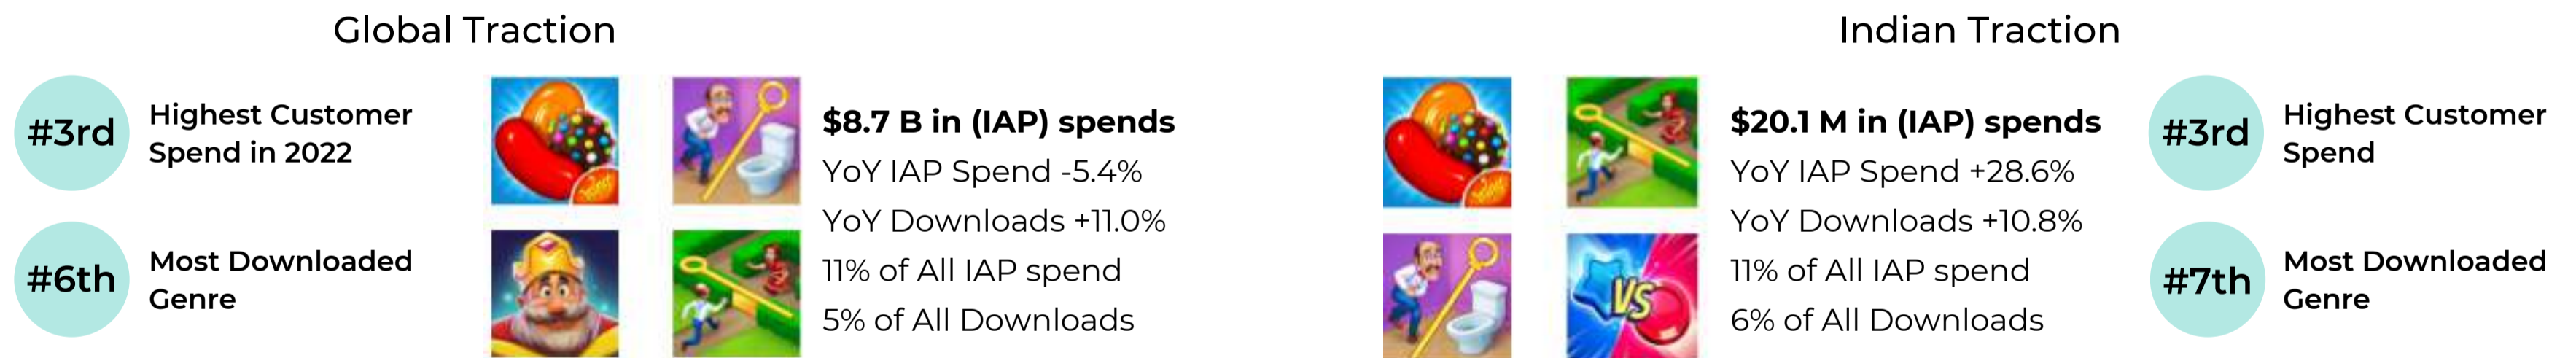 Global Traction
#3rd
Highest Customer
Spend in 2022
#6th
Most Downloaded
Genre
$8.7 B in (IAP) spends
YoY IAP Spend -5.4%
YoY Downloads +11.0%
11% of All IAP spend
5% of All Downloads
Indian Traction
VS
$20.1 M in (IAP) spends
YoY IAP Spend +28.6%
YoY Downloads +10.8%
11% of All IAP spend
6% of All Downloads
#3rd
Highest Customer
Spend
#7th
Most Downloaded
Genre